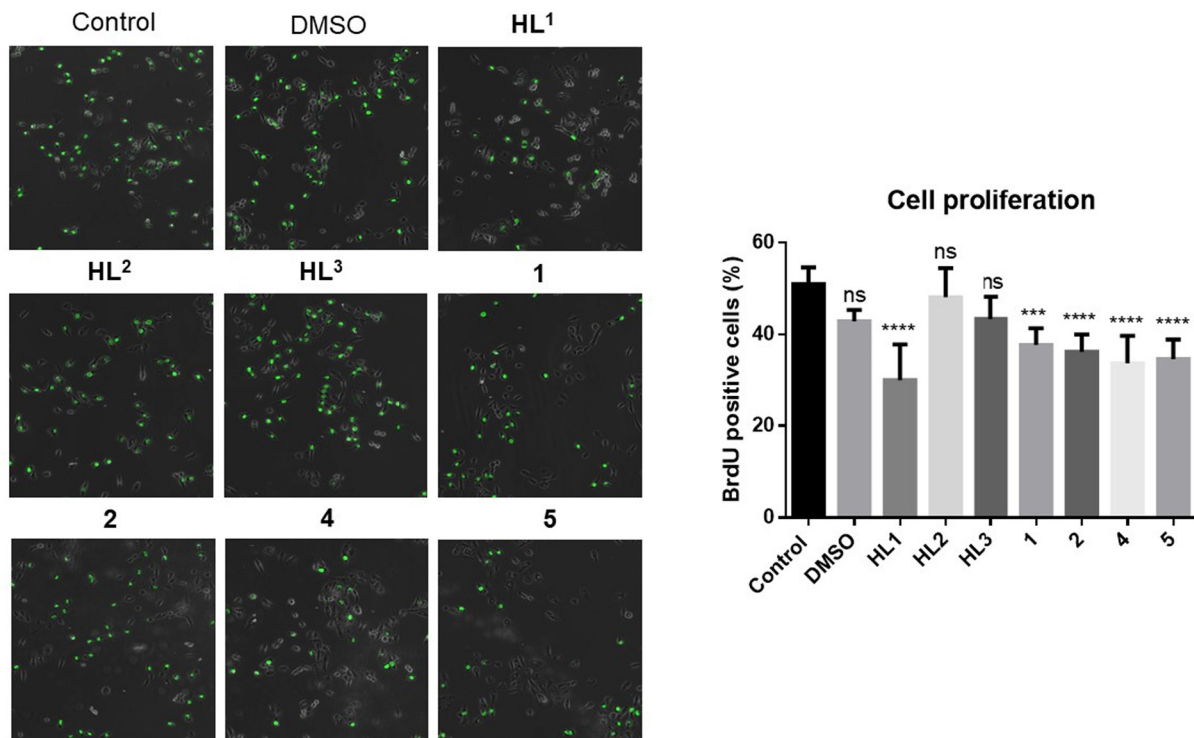 Control DMSO HL¹
HL² HL³ 1
2 4 5
Cell proliferation
BrdU positive cells (%)
60
40
20
0
ns
****
ns
ns
***
****
****
****
Control
DMSO
HL1
HL2
HL3
1
2
4
5